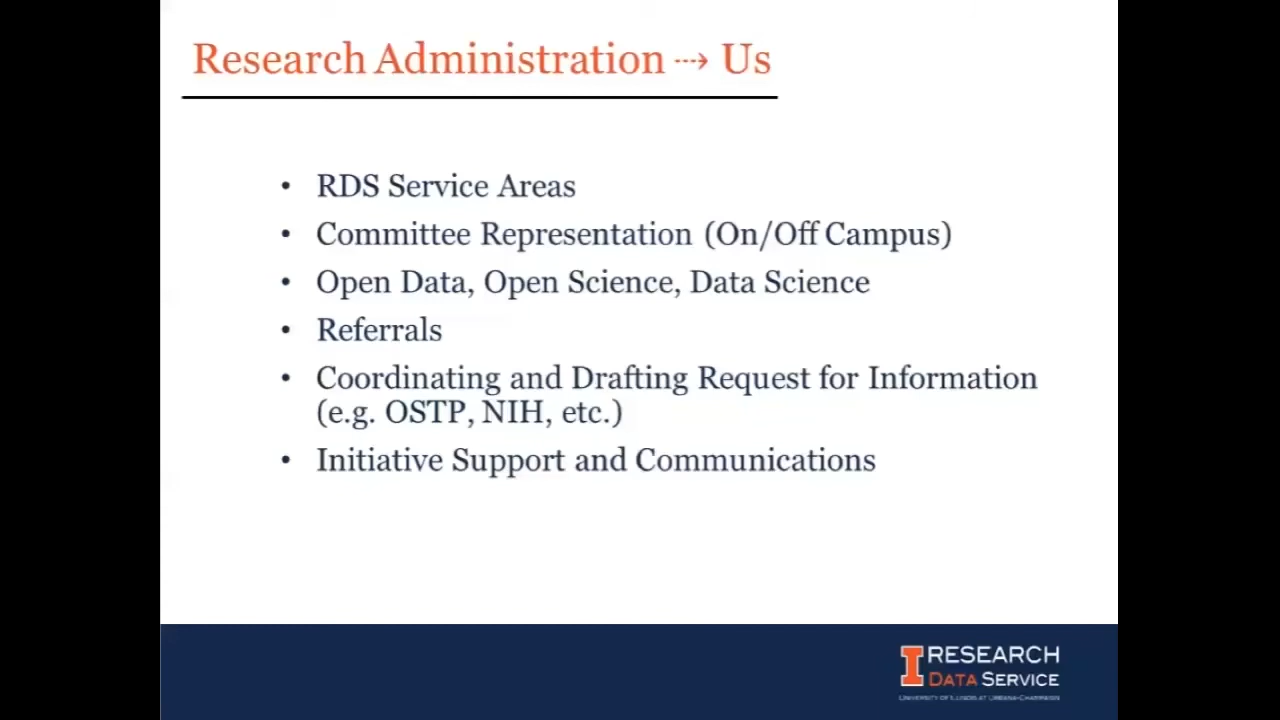 Research Administration ⇢ Us
• RDS Service Areas
• Committee Representation (On/Off Campus)
• Open Data, Open Science, Data Science
• Referrals
• Coordinating and Drafting Request for Information
(e.g. OSTP, NIH, etc.)
• Initiative Support and Communications
I RESEARCH
DATA SERVICE
UNIVERSITY OF ILLINOIS AT URBANA-CHAMPAIGN